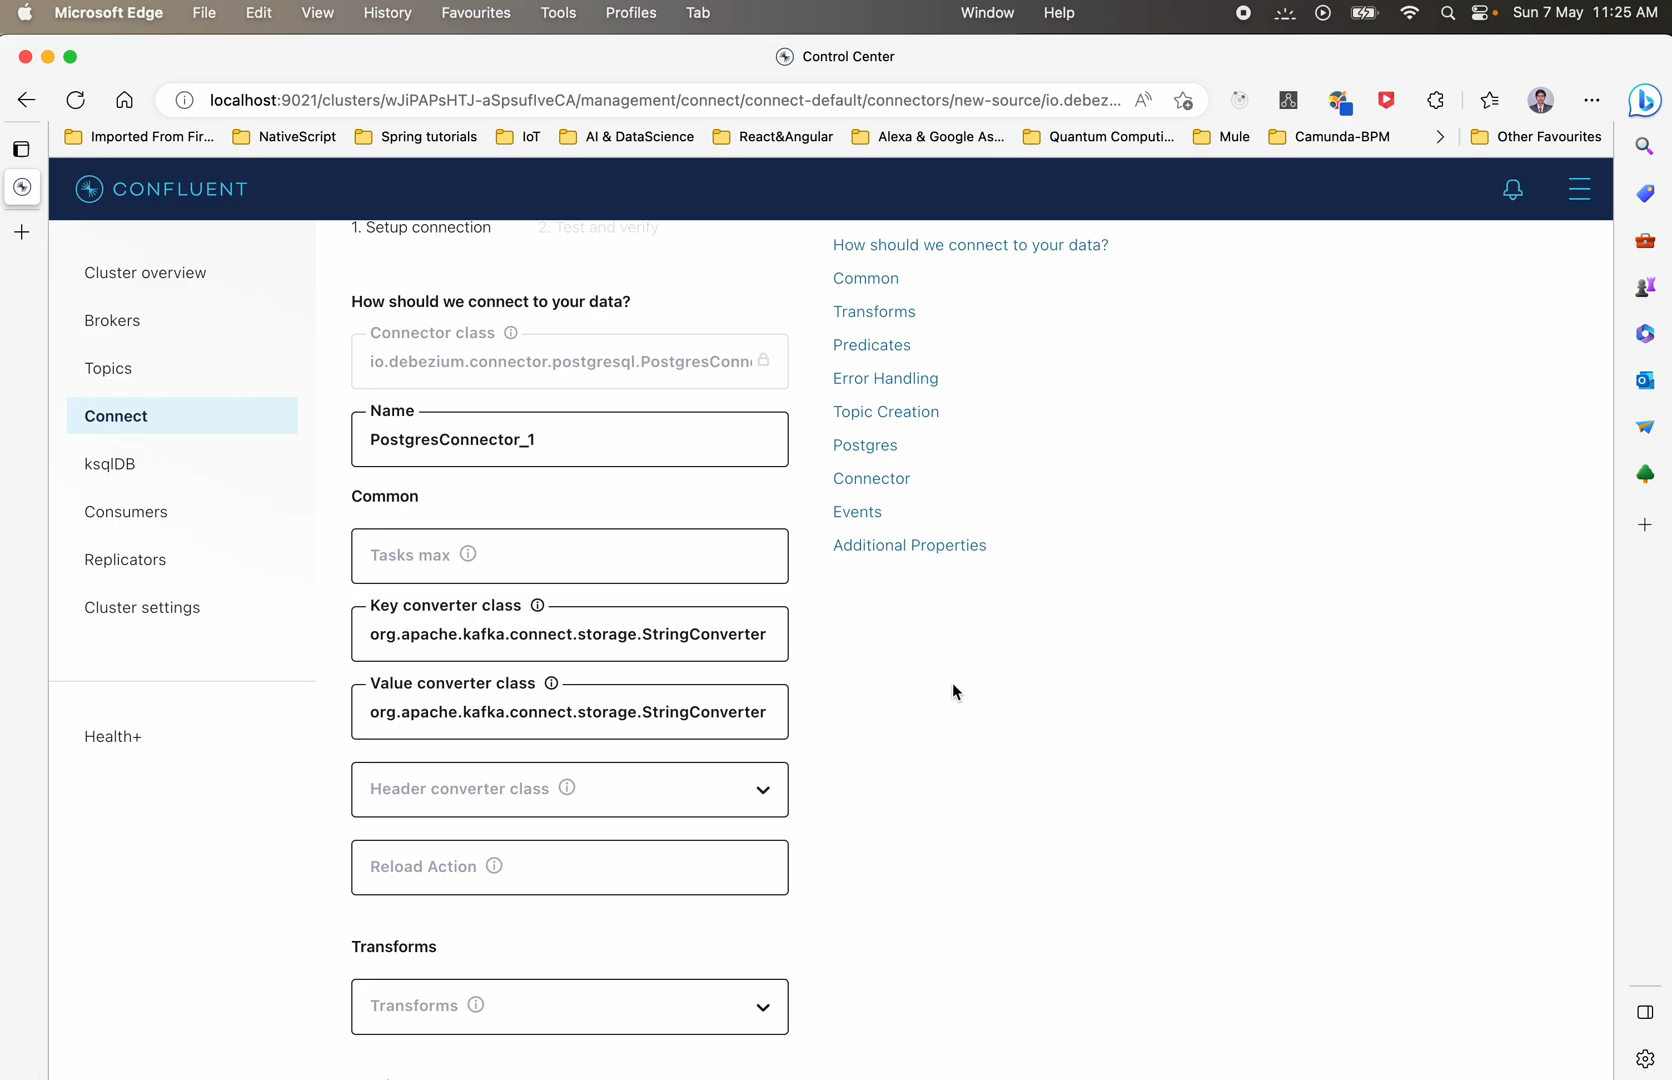 Microsoft Edge File Edit View History Favourites Tools Profiles Tab Window Help Sun 7 May 11:25 AM
Control Center
localhost:9021/clusters/wJiPAPsHTJ-aSpsuflveCA/management/connect/connect-default/connectors/new-source/io.debez...
Imported From Fir... NativeScript Spring tutorials IoT AI & DataScience React&Angular Alexa & Google As... Quantum Computi... Mule Camunda-BPM Other Favourites
CONFLUENT
Cluster overview
Brokers
Topics
Connect
ksqlDB
Consumers
Replicators
Cluster settings
Health+
1. Setup connection 2. Test and verify
How should we connect to your data?
Connector class
io.debezium.connector.postgresql.PostgresConn
Name
PostgresConnector_1
Common
Tasks max
Key converter class
org.apache.kafka.connect.storage.StringConverter
Value converter class
org.apache.kafka.connect.storage.StringConverter
Header converter class
Reload Action
Transforms
Transforms
How should we connect to your data?
Common
Transforms
Predicates
Error Handling
Topic Creation
Postgres
Connector
Events
Additional Properties